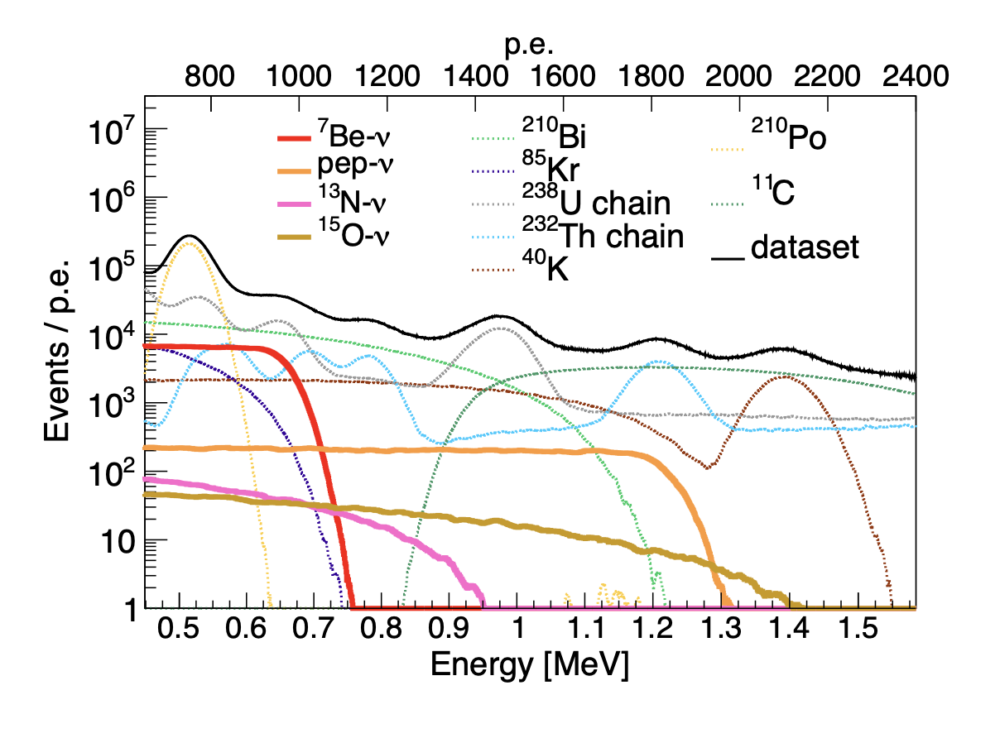 p.e.
800 1000 1200 1400 1600 1800 2000 2200 2400
Events / p.e.
10⁷
10⁶
10⁵
10⁴
10³
10²
10
1
⁷Be-ν
pep-ν
¹³N-ν
¹⁵O-ν
²¹⁰Bi
⁸⁵Kr
²³⁸U chain
²³²Th chain
⁴⁰K
²¹⁰Po
¹¹C
dataset
0.5 0.6 0.7 0.8 0.9 1 1.1 1.2 1.3 1.4 1.5
Energy [MeV]